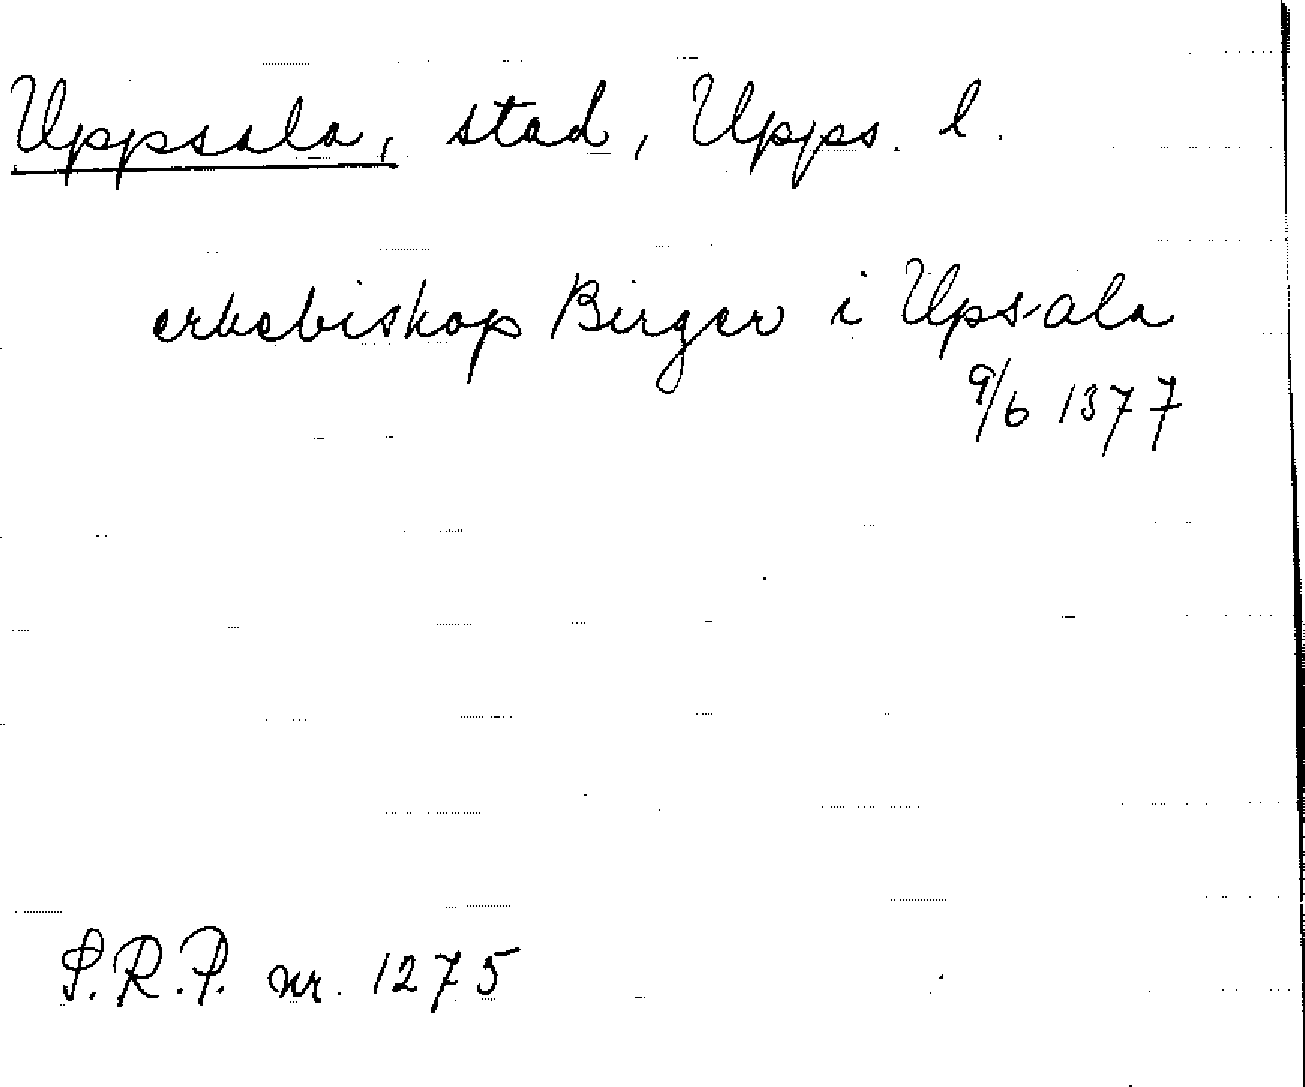 Uppsala, stad, Upps. l.
erkebiskop Birger i Upsala
9/6 1377
S.R.P. nr. 1275